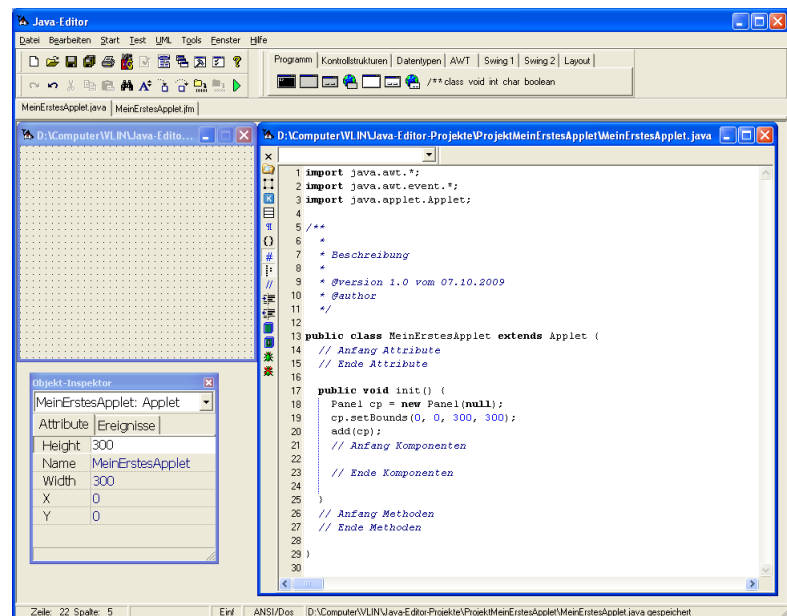 Java-Editor
Datei Bearbeiten Start Test UML Tools Fenster Hilfe
Programm Kontrollstrukturen Datentypen AWT Swing 1 Swing 2 Layout
/** class void int char boolean
MeinErstesApplet.java MeinErstesApplet.jfm
D:\Computer\VLIN\Java-Edito...
D:\Computer\VLIN\Java-Editor-Projekte\ProjektMeinErstesApplet\MeinErstesApplet.java
1 import java.awt.*;
2 import java.awt.event.*;
3 import java.applet.Applet;
4
5 /**
6 *
7 * Beschreibung
8 *
9 * @version 1.0 vom 07.10.2009
10 * @author
11 */
12
13 public class MeinErstesApplet extends Applet {
14 // Anfang Attribute
15 // Ende Attribute
16
17 public void init() {
18 Panel cp = new Panel(null);
19 cp.setBounds(0, 0, 300, 300);
20 add(cp);
21 // Anfang Komponenten
22
23 // Ende Komponenten
24
25 }
26 // Anfang Methoden
27 // Ende Methoden
28
29 }
30
Objekt-Inspektor
MeinErstesApplet: Applet
Attribute Ereignisse
Height 300
Name MeinErstesApplet
Width 300
X 0
Y 0
Zeile: 22 Spalte: 5 Einf ANSI/Dos D:\Computer\VLIN\Java-Editor-Projekte\ProjektMeinErstesApplet\MeinErstesApplet.java gespeichert